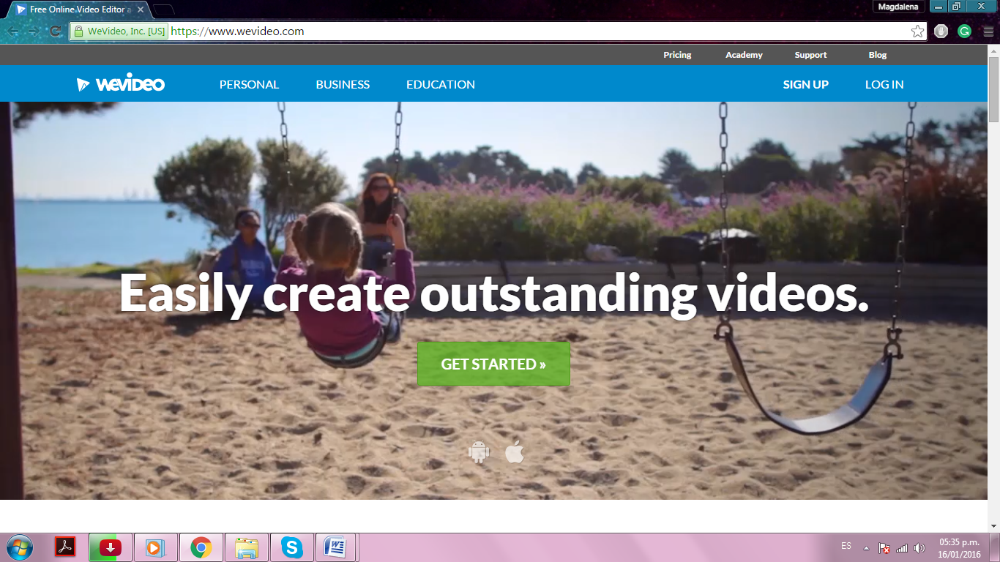 Free Online Video Editor a
Magdalena
WeVideo, Inc. [US] https://www.wevideo.com
Pricing Academy Support Blog
WEVIDEO PERSONAL BUSINESS EDUCATION SIGN UP LOG IN
Easily create outstanding videos.
GET STARTED »
ES
05:35 p.m.
16/01/2016